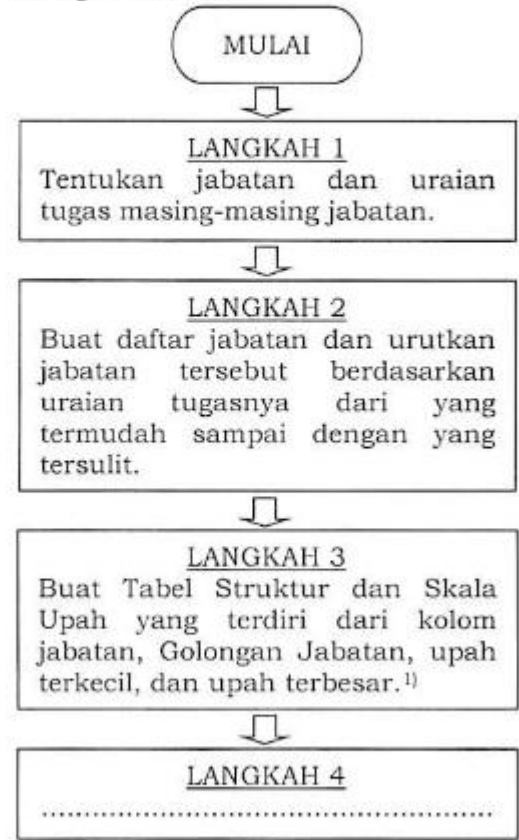 MULAI
LANGKAH 1
Tentukan jabatan dan uraian
tugas masing-masing jabatan.
LANGKAH 2
Buat daftar jabatan dan urutkan
jabatan tersebut berdasarkan
uraian tugasnya dari yang
termudah sampai dengan yang
tersulit.
LANGKAH 3
Buat Tabel Struktur dan Skala
Upah yang terdiri dari kolom
jabatan, Golongan Jabatan, upah
terkecil, dan upah terbesar.¹⁾
LANGKAH 4
....................................................